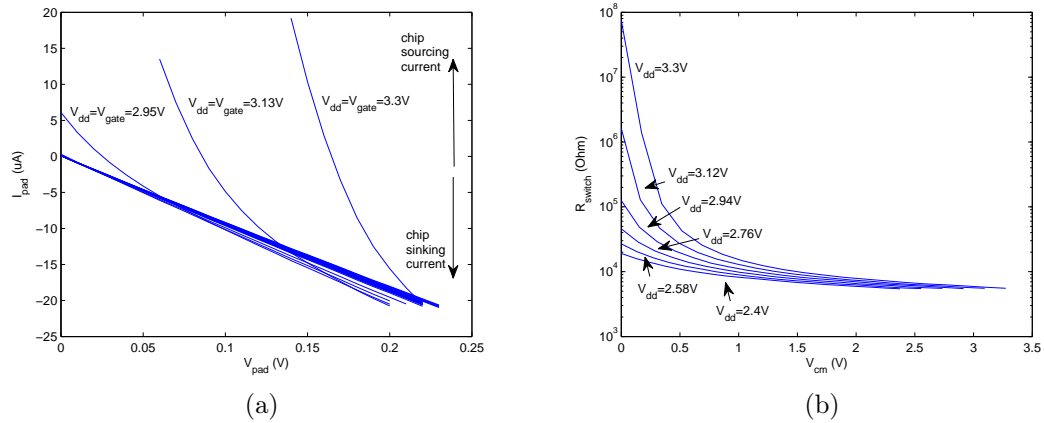 20
15
10
5
0
−5
−10
−15
−20
−25
0
0.05
0.1
0.15
0.2
0.25
I_pad (uA)
V_pad (V)
V_dd=V_gate=2.95V
V_dd=V_gate=3.13V
V_dd=V_gate=3.3V
chip
sourcing
current
chip
sinking
current
(a)
10^8
10^7
10^6
10^5
10^4
10^3
0
0.5
1
1.5
2
2.5
3
3.5
R_switch (Ohm)
V_cm (V)
V_dd=3.3V
V_dd=3.12V
V_dd=2.94V
V_dd=2.76V
V_dd=2.58V
V_dd=2.4V
(b)